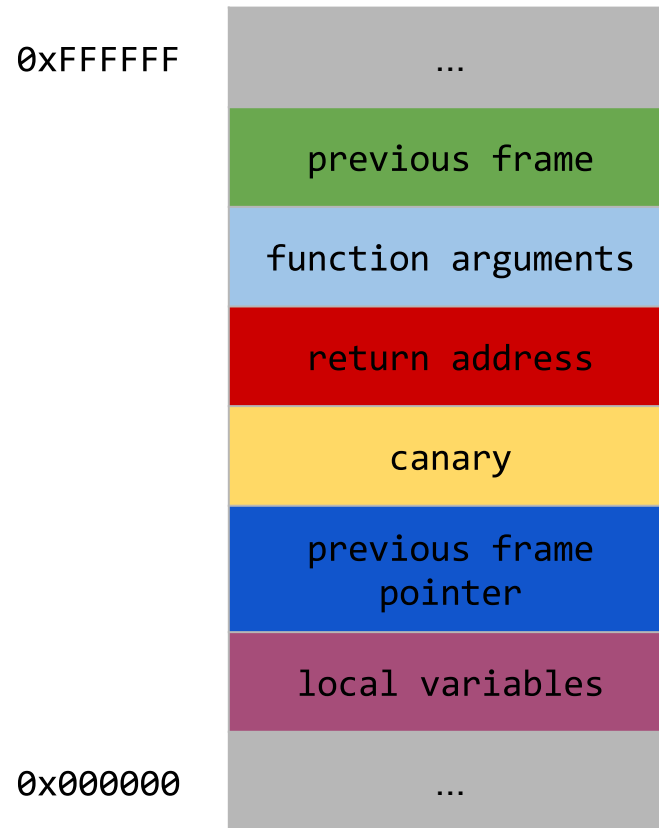 0xFFFFFF
...
previous frame
function arguments
return address
canary
previous frame
pointer
local variables
0x000000
...